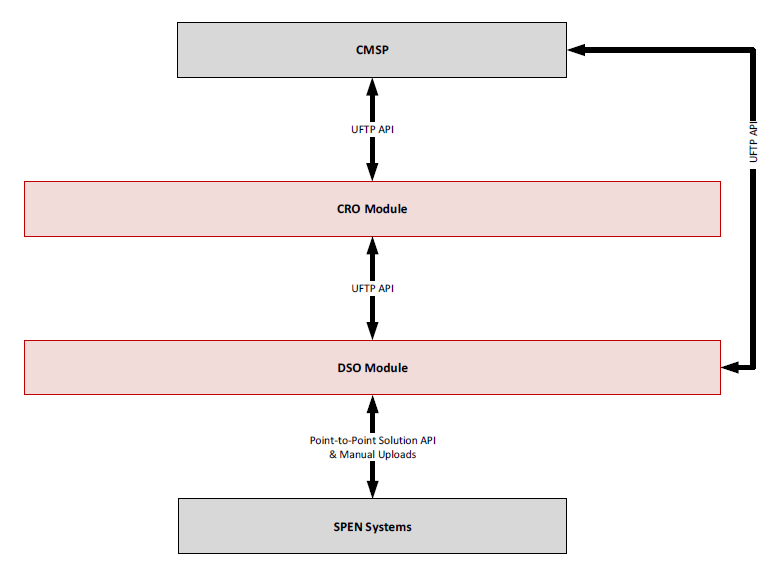 CMSP
UFTP API
UFTP API
CRO Module
UFTP API
DSO Module
Point-to-Point Solution API
& Manual Uploads
SPEN Systems